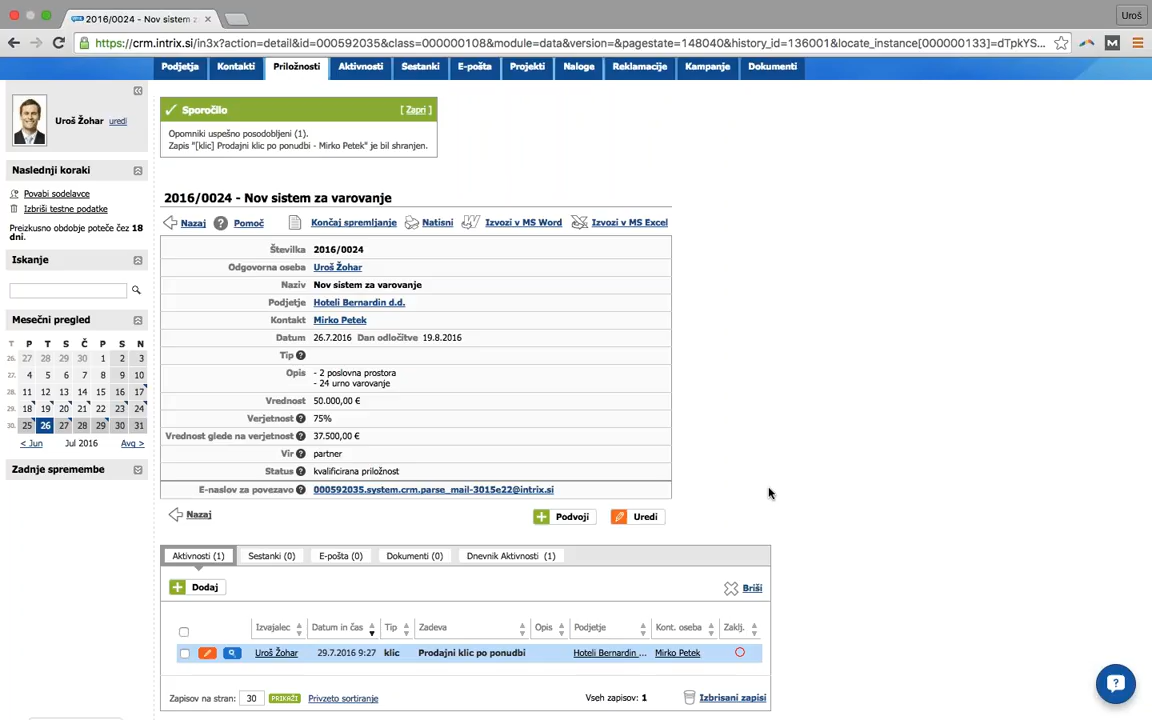 2016/0024 - Nov sistem za
Uroš
https://crm.intrix.si/in3x?action=detail&id=000592035&class=000000108&module=data&version=&pagestate=148040&history_id=136001&locate_instance[000000133]=dTpkYS...
Podjetja Kontakti Priložnosti Aktivnosti Sestanki E-pošta Projekti Naloge Reklamacije Kampanje Dokumenti
Uroš Žohar uredi
Naslednji koraki
Povabi sodelavce
Izbriši testne podatke
Preizkusno obdobje poteče čez 18
dni.
Iskanje
Mesečni pregled
T P T S Č P S N
26. 27 28 29 30 1 2 3
27. 4 5 6 7 8 9 10
28. 11 12 13 14 15 16 17
29. 18 19 20 21 22 23 24
30. 25 26 27 28 29 30 31
< Jun Jul 2016 Avg >
Zadnje spremembe
Sporočilo [ Zapri ]
Opomniki uspešno posodobljeni (1).
Zapis "[klic] Prodajni klic po ponudbi - Mirko Petek" je bil shranjen.
2016/0024 - Nov sistem za varovanje
Nazaj ? Pomoč Končaj spremljanje Natisni Izvozi v MS Word Izvozi v MS Excel
Številka 2016/0024
Odgovorna oseba Uroš Žohar
Naziv Nov sistem za varovanje
Podjetje Hoteli Bernardin d.d.
Kontakt Mirko Petek
Datum 26.7.2016 Dan odločitve 19.8.2016
Tip ?
Opis - 2 poslovna prostora
- 24 urno varovanje
Vrednost 50.000,00 €
Verjetnost ? 75%
Vrednost glede na verjetnost ? 37.500,00 €
Vir ? partner
Status ? kvalificirana priložnost
E-naslov za povezavo ? 000592035.system.crm.parse_mail-3015e22@intrix.si
Nazaj Podvoji Uredi
Aktivnosti (1) Sestanki (0) E-pošta (0) Dokumenti (0) Dnevnik Aktivnosti (1)
Dodaj Briši
Izvajalec Datum in čas Tip Zadeva Opis Podjetje Kont. oseba Zaklj.
Uroš Žohar 29.7.2016 9:27 klic Prodajni klic po ponudbi Hoteli Bernardin ... Mirko Petek
Zapisov na stran: 30 PRIKAŽI Privzeto sortiranje Vseh zapisov: 1 Izbrisani zapisi